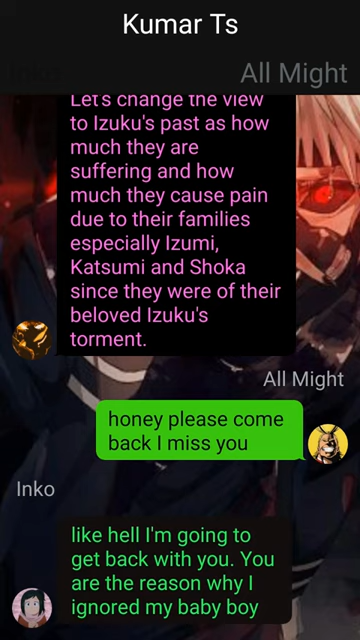 Kumar Ts
Inko
All Might
Let's change the view
to Izuku's past as how
much they are
suffering and how
much they cause pain
due to their families
especially Izumi,
Katsumi and Shoka
since they were of their
beloved Izuku's
torment.
All Might
honey please come
back I miss you
Inko
like hell I'm going to
get back with you. You
are the reason why I
ignored my baby boy